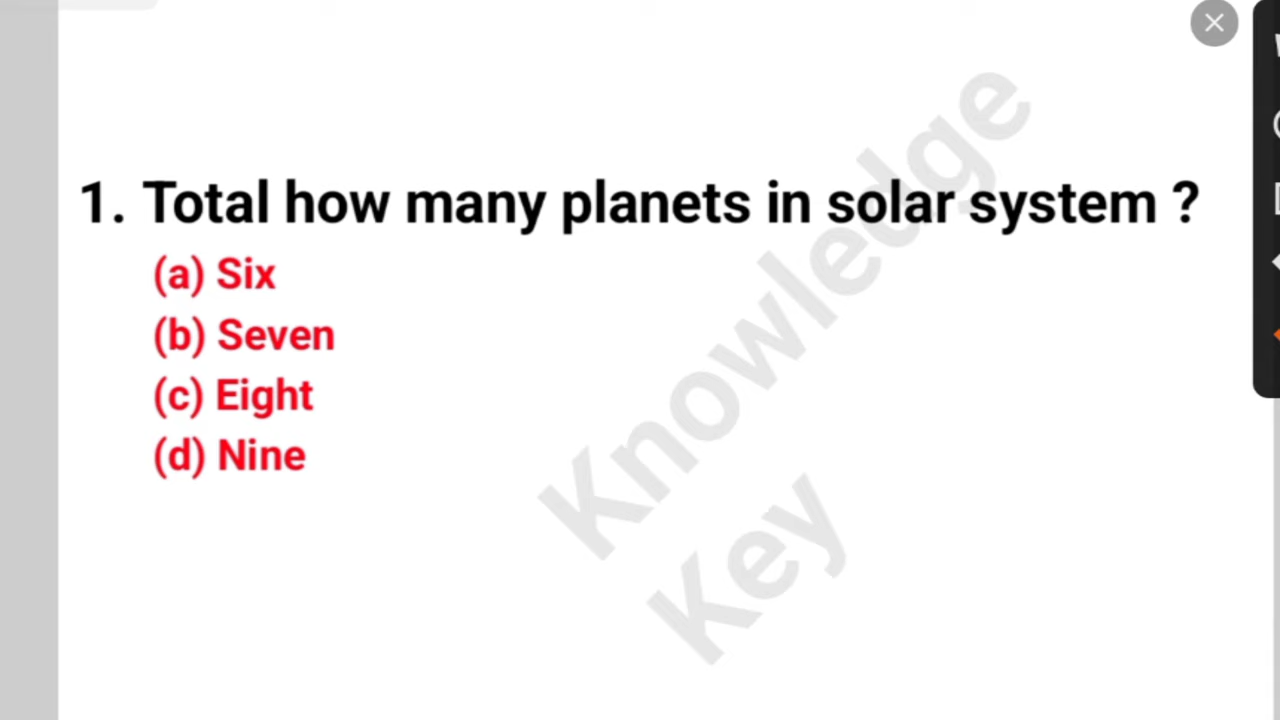 1. Total how many planets in solar system ?
(a) Six
(b) Seven
(c) Eight
(d) Nine
Knowledge
Key